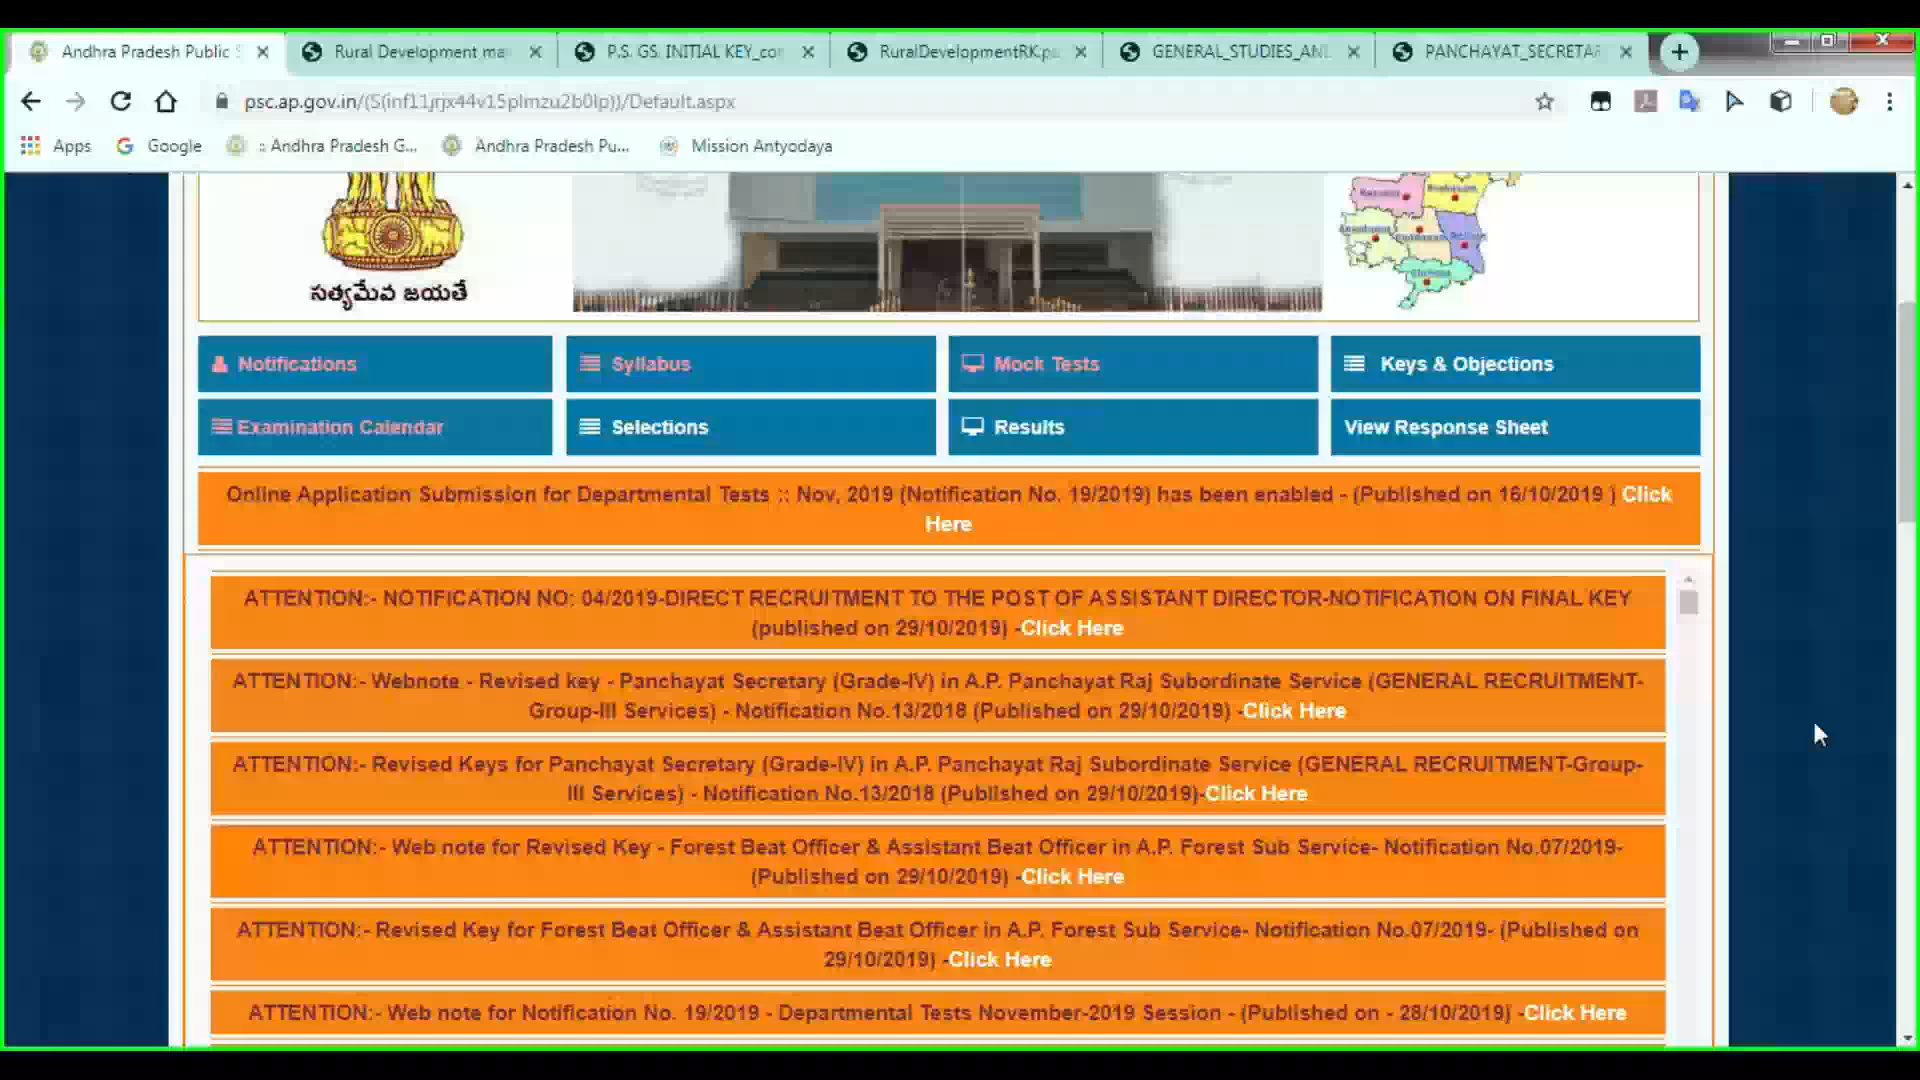 Andhra Pradesh Public S
Rural Development ma
P.S. GS. INITIAL KEY_cor
RuralDevelopmentRK.p
GENERAL_STUDIES_AN
PANCHAYAT_SECRETA
psc.ap.gov.in/(S(inf11jrjx44v15plmzu2b0lp))/Default.aspx
Apps
Google
:: Andhra Pradesh G...
Andhra Pradesh Pu...
Mission Antyodaya
సత్యమేవ జయతే
Notifications
Syllabus
Mock Tests
Keys & Objections
Examination Calendar
Selections
Results
View Response Sheet
Online Application Submission for Departmental Tests :: Nov, 2019 (Notification No. 19/2019) has been enabled - (Published on 16/10/2019 ) Click
Here
ATTENTION:- NOTIFICATION NO: 04/2019-DIRECT RECRUITMENT TO THE POST OF ASSISTANT DIRECTOR-NOTIFICATION ON FINAL KEY
(published on 29/10/2019) -Click Here
ATTENTION:- Webnote - Revised key - Panchayat Secretary (Grade-IV) in A.P. Panchayat Raj Subordinate Service (GENERAL RECRUITMENT-
Group-III Services) - Notification No.13/2018 (Published on 29/10/2019) -Click Here
ATTENTION:- Revised Keys for Panchayat Secretary (Grade-IV) in A.P. Panchayat Raj Subordinate Service (GENERAL RECRUITMENT-Group-
III Services) - Notification No.13/2018 (Published on 29/10/2019)-Click Here
ATTENTION:- Web note for Revised Key - Forest Beat Officer & Assistant Beat Officer in A.P. Forest Sub Service- Notification No.07/2019-
(Published on 29/10/2019) -Click Here
ATTENTION:- Revised Key for Forest Beat Officer & Assistant Beat Officer in A.P. Forest Sub Service- Notification No.07/2019- (Published on
29/10/2019) -Click Here
ATTENTION:- Web note for Notification No. 19/2019 - Departmental Tests November-2019 Session - (Published on - 28/10/2019) -Click Here